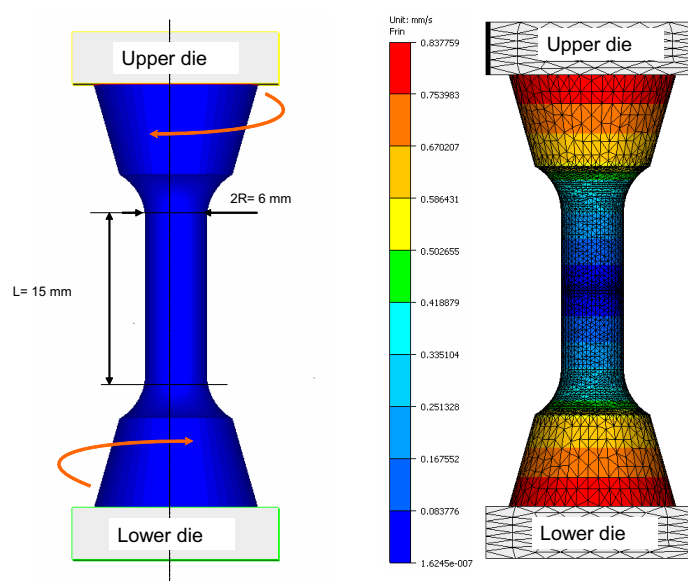 Upper die
2R= 6 mm
L= 15 mm
Lower die
Unit: mm/s
Frin
0.837759
0.753983
0.670207
0.586431
0.502655
0.418879
0.335104
0.251328
0.167552
0.083776
1.6245e-007
Upper die
Lower die